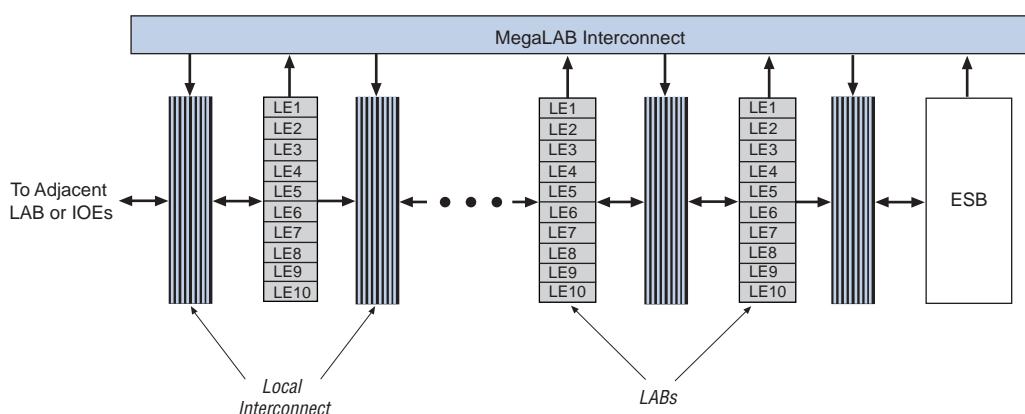 MegaLAB Interconnect
LE1
LE2
LE3
LE4
LE5
LE6
LE7
LE8
LE9
LE10
LE1
LE2
LE3
LE4
LE5
LE6
LE7
LE8
LE9
LE10
LE1
LE2
LE3
LE4
LE5
LE6
LE7
LE8
LE9
LE10
To Adjacent
LAB or IOEs
ESB
Local
Interconnect
LABs